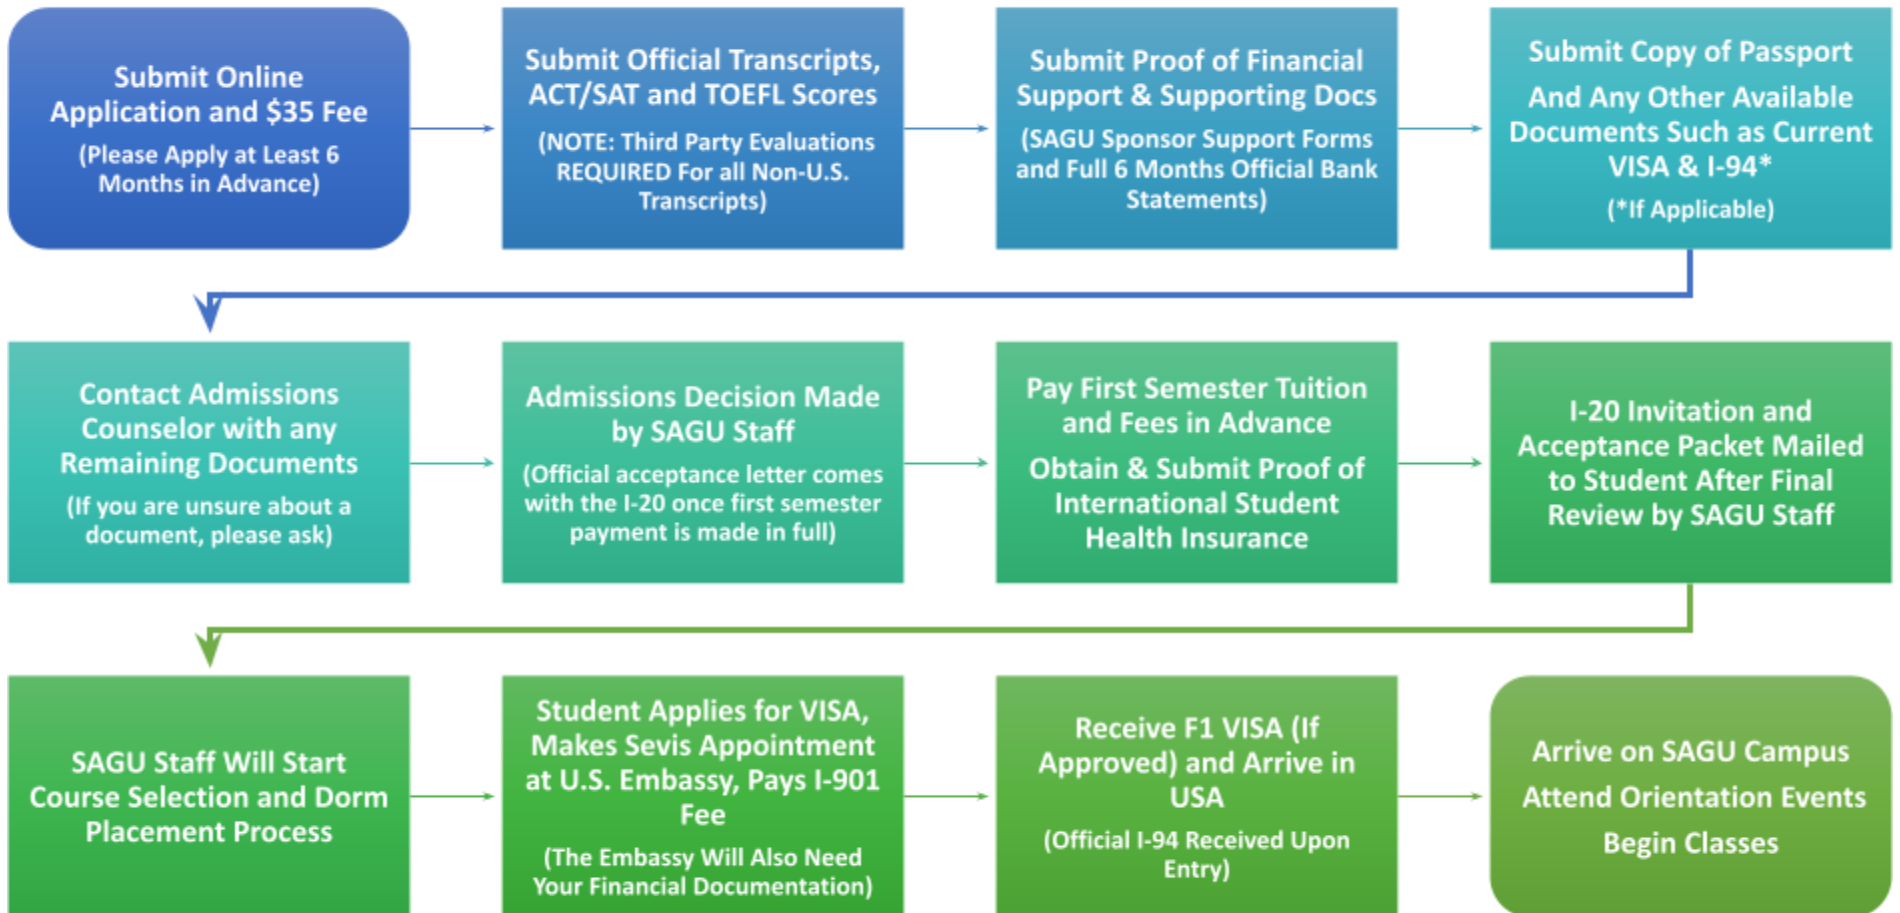 Submit Online
Application and $35 Fee
(Please Apply at Least 6
Months in Advance)
Submit Official Transcripts,
ACT/SAT and TOEFL Scores
(NOTE: Third Party Evaluations
REQUIRED For all Non-U.S.
Transcripts)
Submit Proof of Financial
Support & Supporting Docs
(SAGU Sponsor Support Forms
and Full 6 Months Official Bank
Statements)
Submit Copy of Passport
And Any Other Available
Documents Such as Current
VISA & I-94*
(*If Applicable)
Contact Admissions
Counselor with any
Remaining Documents
(If you are unsure about a
document, please ask)
Admissions Decision Made
by SAGU Staff
(Official acceptance letter comes
with the I-20 once first semester
payment is made in full)
Pay First Semester Tuition
and Fees in Advance
Obtain & Submit Proof of
International Student
Health Insurance
I-20 Invitation and
Acceptance Packet Mailed
to Student After Final
Review by SAGU Staff
SAGU Staff Will Start
Course Selection and Dorm
Placement Process
Student Applies for VISA,
Makes Sevis Appointment
at U.S. Embassy, Pays I-901
Fee
(The Embassy Will Also Need
Your Financial Documentation)
Receive F1 VISA (If
Approved) and Arrive in
USA
(Official I-94 Received Upon
Entry)
Arrive on SAGU Campus
Attend Orientation Events
Begin Classes